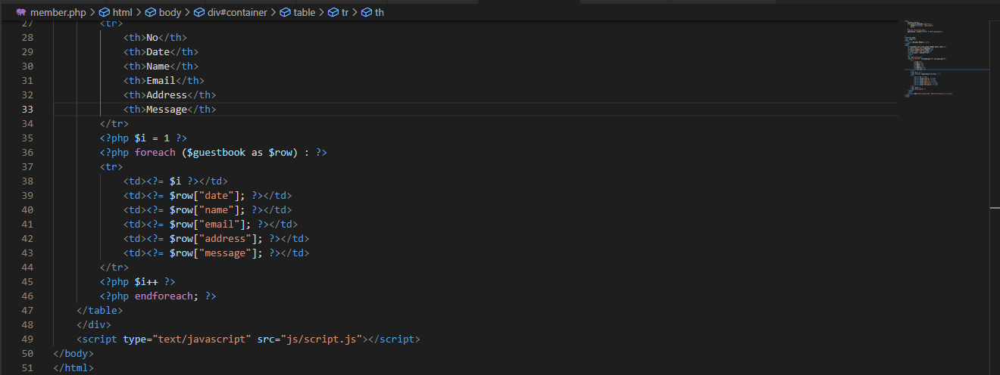 member.php > html > body > div#container > table > tr > th
27 <tr>
28 <th>No</th>
29 <th>Date</th>
30 <th>Name</th>
31 <th>Email</th>
32 <th>Address</th>
33 <th>Message</th>
34 </tr>
35 <?php $i = 1 ?>
36 <?php foreach ($guestbook as $row) : ?>
37 <tr>
38 <td><?= $i ?></td>
39 <td><?= $row["date"]; ?></td>
40 <td><?= $row["name"]; ?></td>
41 <td><?= $row["email"]; ?></td>
42 <td><?= $row["address"]; ?></td>
43 <td><?= $row["message"]; ?></td>
44 </tr>
45 <?php $i++ ?>
46 <?php endforeach; ?>
47 </table>
48 </div>
49 <script type="text/javascript" src="js/script.js"></script>
50 </body>
51 </html>